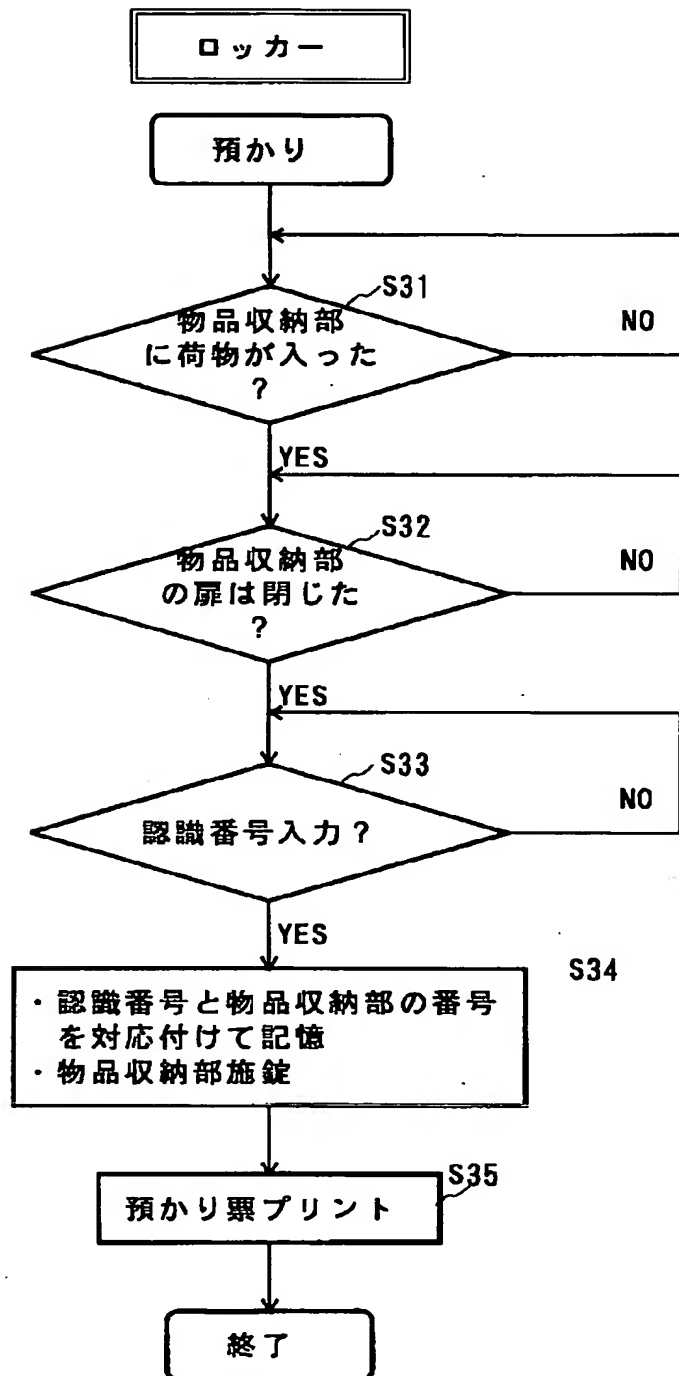 ロッカー
預かり
S31
物品収納部
に荷物が入った
?
NO
YES
S32
物品収納部
の扉は閉じた
?
NO
YES
S33
認識番号入力?
NO
YES
S34
・認識番号と物品収納部の番号
を対応付けて記憶
・物品収納部施錠
S35
預かり票プリント
終了